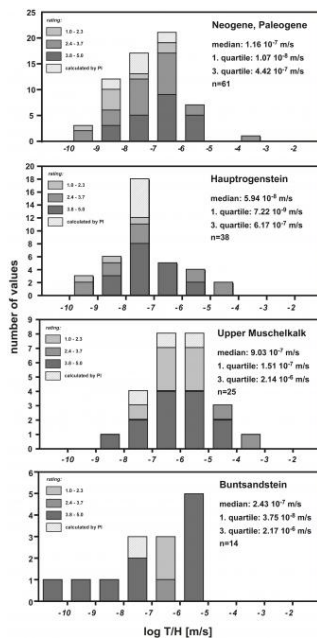 rating:
1.0 - 2.3
2.4 - 3.7
3.8 - 5.0
calculated by PI
Neogene, Paleogene
median: 1.16 10-7 m/s
1. quartile: 1.07 10-8 m/s
3. quartile: 4.42 10-7 m/s
n=61
25
20
15
10
5
0
-10 -9 -8 -7 -6 -5 -4 -3 -2
rating:
1.0 - 2.3
2.4 - 3.7
3.8 - 5.0
calculated by PI
Hauptrogenstein
median: 5.94 10-8 m/s
1. quartile: 7.22 10-9 m/s
3. quartile: 6.17 10-7 m/s
n=38
20
18
16
14
12
10
8
6
4
2
0
-10 -9 -8 -7 -6 -5 -4 -3 -2
number of values
rating:
1.0 - 2.3
2.4 - 3.7
3.8 - 5.0
calculated by PI
Upper Muschelkalk
median: 9.03 10-7 m/s
1. quartile: 1.51 10-7 m/s
3. quartile: 2.14 10-6 m/s
n=25
9
8
7
6
5
4
3
2
1
0
-10 -9 -8 -7 -6 -5 -4 -3 -2
rating:
1.0 - 2.3
2.4 - 3.7
3.8 - 5.0
calculated by PI
Buntsandstein
median: 2.43 10-7 m/s
1. quartile: 3.75 10-8 m/s
3. quartile: 2.17 10-6 m/s
n=14
6
5
4
3
2
1
0
-10 -9 -8 -7 -6 -5 -4 -3 -2
log T/H [m/s]